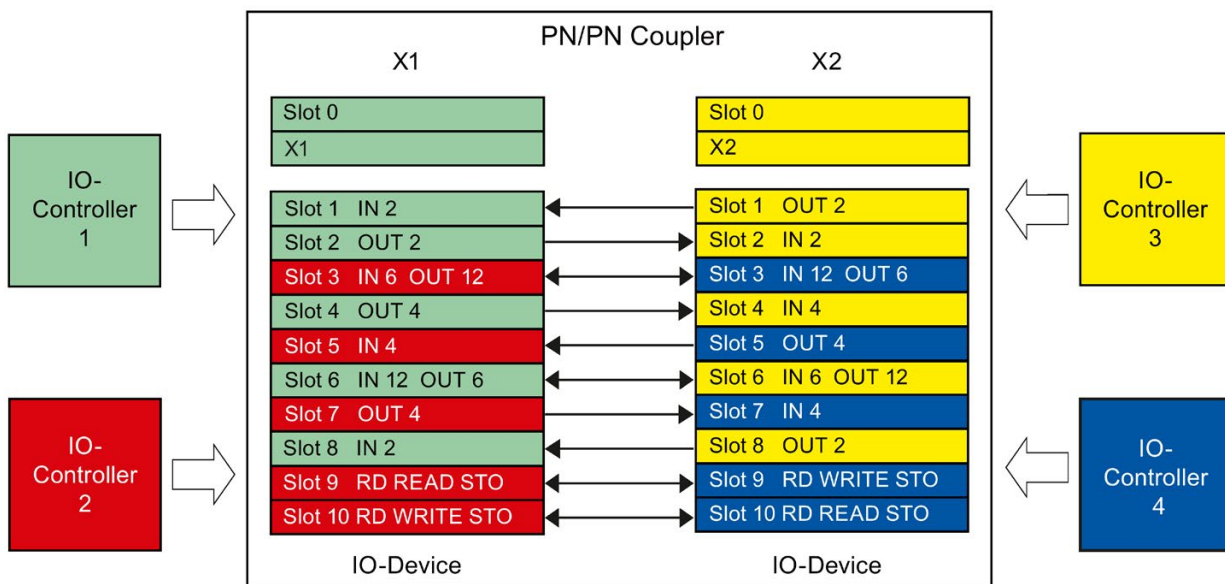 PN/PN Coupler
X1
X2
Slot 0
X1
Slot 0
X2
IO-
Controller
1
IO-
Controller
3
Slot 1 IN 2
Slot 1 OUT 2
Slot 2 OUT 2
Slot 2 IN 2
Slot 3 IN 6 OUT 12
Slot 3 IN 12 OUT 6
Slot 4 OUT 4
Slot 4 IN 4
Slot 5 IN 4
Slot 5 OUT 4
Slot 6 IN 12 OUT 6
Slot 6 IN 6 OUT 12
Slot 7 OUT 4
Slot 7 IN 4
Slot 8 IN 2
Slot 8 OUT 2
Slot 9 RD READ STO
Slot 9 RD WRITE STO
Slot 10 RD WRITE STO
Slot 10 RD READ STO
IO-
Controller
2
IO-
Controller
4
IO-Device
IO-Device